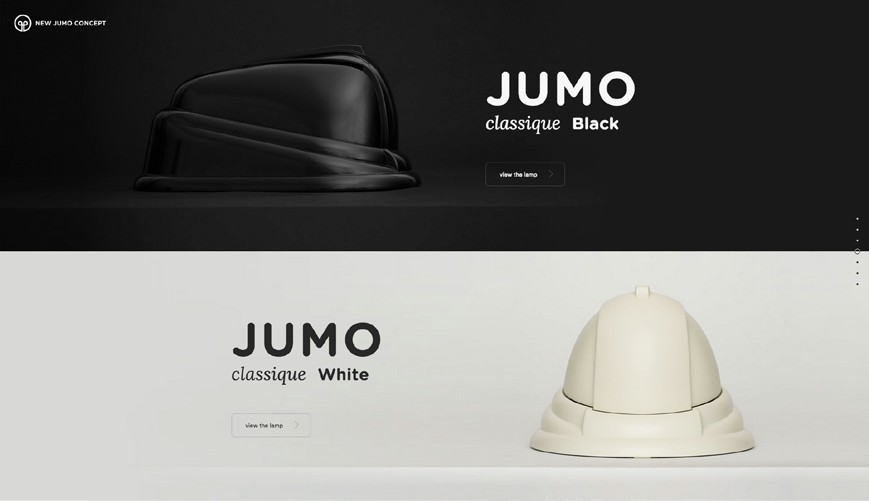 NEW JUMO CONCEPT
JUMO
classique Black
view the lamp
JUMO
classique White
view the lamp